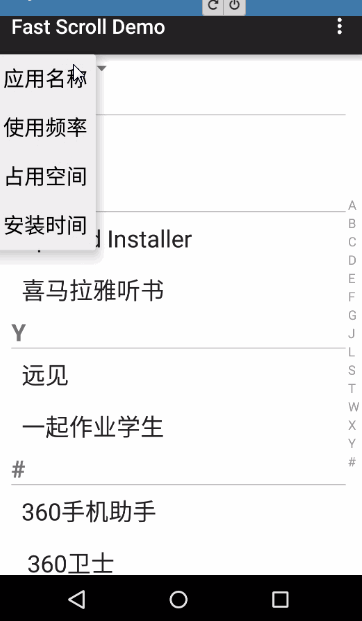 Fast Scroll Demo
应用名称
使用频率
占用空间
安装时间
Installer
喜马拉雅听书
Y
远见
一起作业学生
#
360手机助手
360卫士
A
B
C
D
E
F
G
J
L
S
T
W
X
Y
#